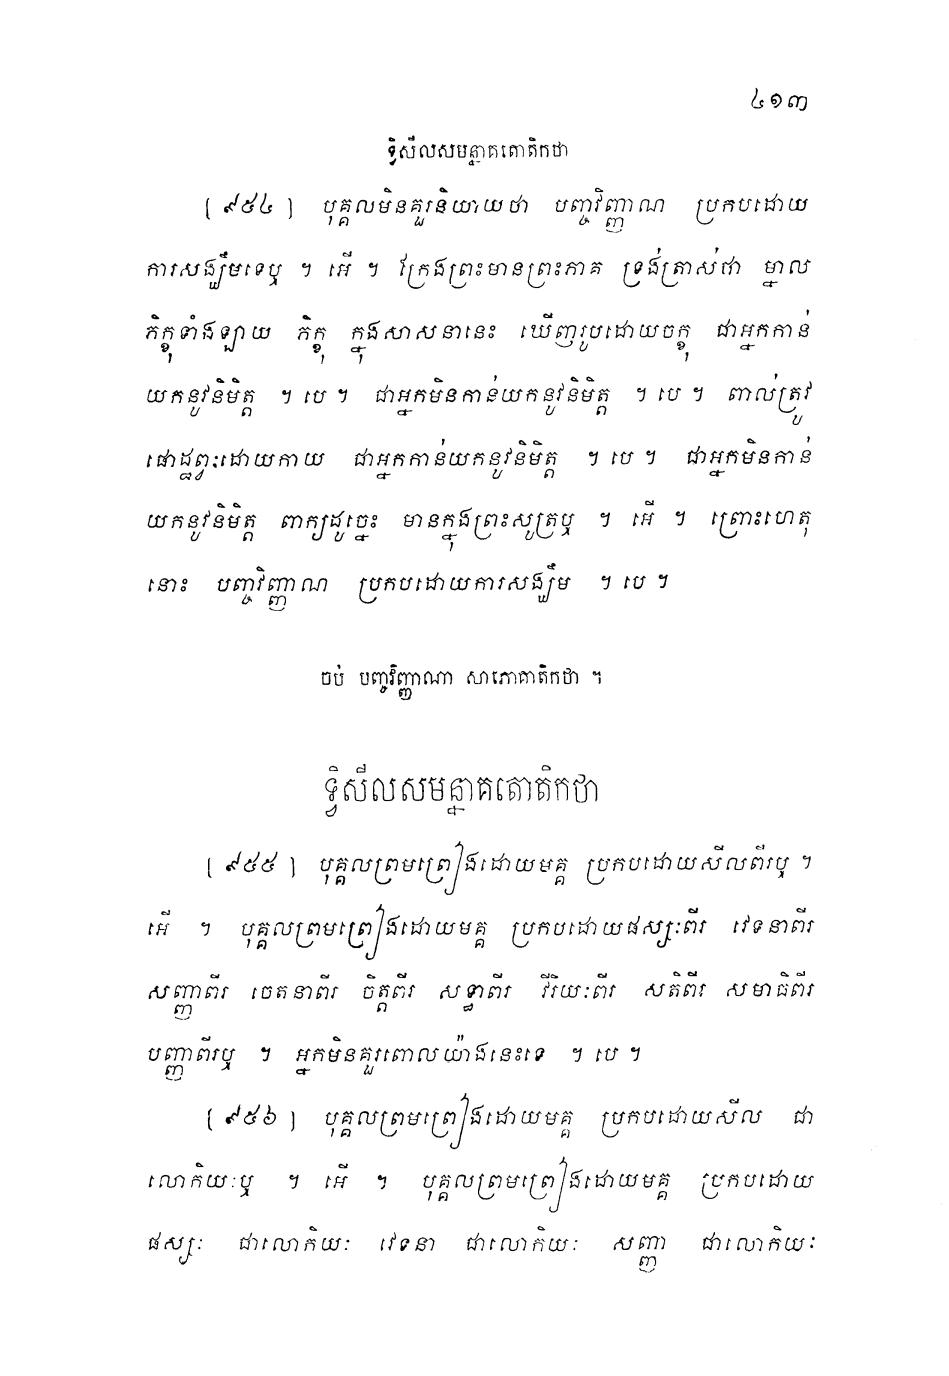 ៤១៣
ទ្វិសីលសមន្នាគតោតិកថា
[ ៩៥៤ ] បុគ្គលមិនគួរនិយាយថា បញ្ចវិញ្ញាណ ប្រកបដោយ
ការសង្ឃឹមទេឬ ។ អើ ។ ក្រែងព្រះមានព្រះភាគ ទ្រង់ត្រាស់ថា ម្នាល
ភិក្ខុទាំងឡាយ ភិក្ខុ ក្នុងសាសនានេះ ឃើញរូបដោយចក្ខុ ជាអ្នកកាន់
យកនូវនិមិត្ត ។ បេ ។ ជាអ្នកមិនកាន់យកនូវនិមិត្ត ។ បេ ។ ពាល់ត្រូវ
ផោដ្ឋព្វៈដោយកាយ ជាអ្នកកាន់យកនូវនិមិត្ត ។ បេ ។ ជាអ្នកមិនកាន់
យកនូវនិមិត្ត ពាក្យដូច្នេះ មានក្នុងព្រះសូត្រឬ ។ អើ ។ ព្រោះហេតុ
នោះ បញ្ចវិញ្ញាណ ប្រកបដោយការសង្ឃឹម ។ បេ ។
ចប់ បញ្ចវិញ្ញាណា សាភោគាតិកថា ។
ទ្វិសីលសមន្នាគតោតិកថា
[ ៩៥៥ ] បុគ្គលព្រមព្រៀងដោយមគ្គ ប្រកបដោយសីលពីរឬ ។
អើ ។ បុគ្គលព្រមព្រៀងដោយមគ្គ ប្រកបដោយផស្សៈពីរ វេទនាពីរ
សញ្ញាពីរ ចេតនាពីរ ចិត្តពីរ សទ្ធាពីរ វីរិយៈពីរ សតិពីរ សមាធិពីរ
បញ្ញាពីរឬ ។ អ្នកមិនគួរពោលយ៉ាងនេះទេ ។ បេ ។
[ ៩៥៦ ] បុគ្គលព្រមព្រៀងដោយមគ្គ ប្រកបដោយសីល ជា
លោកិយៈឬ ។ អើ ។ បុគ្គលព្រមព្រៀងដោយមគ្គ ប្រកបដោយ
ផស្សៈ ជាលោកិយៈ វេទនា ជាលោកិយៈ សញ្ញា ជាលោកិយៈ